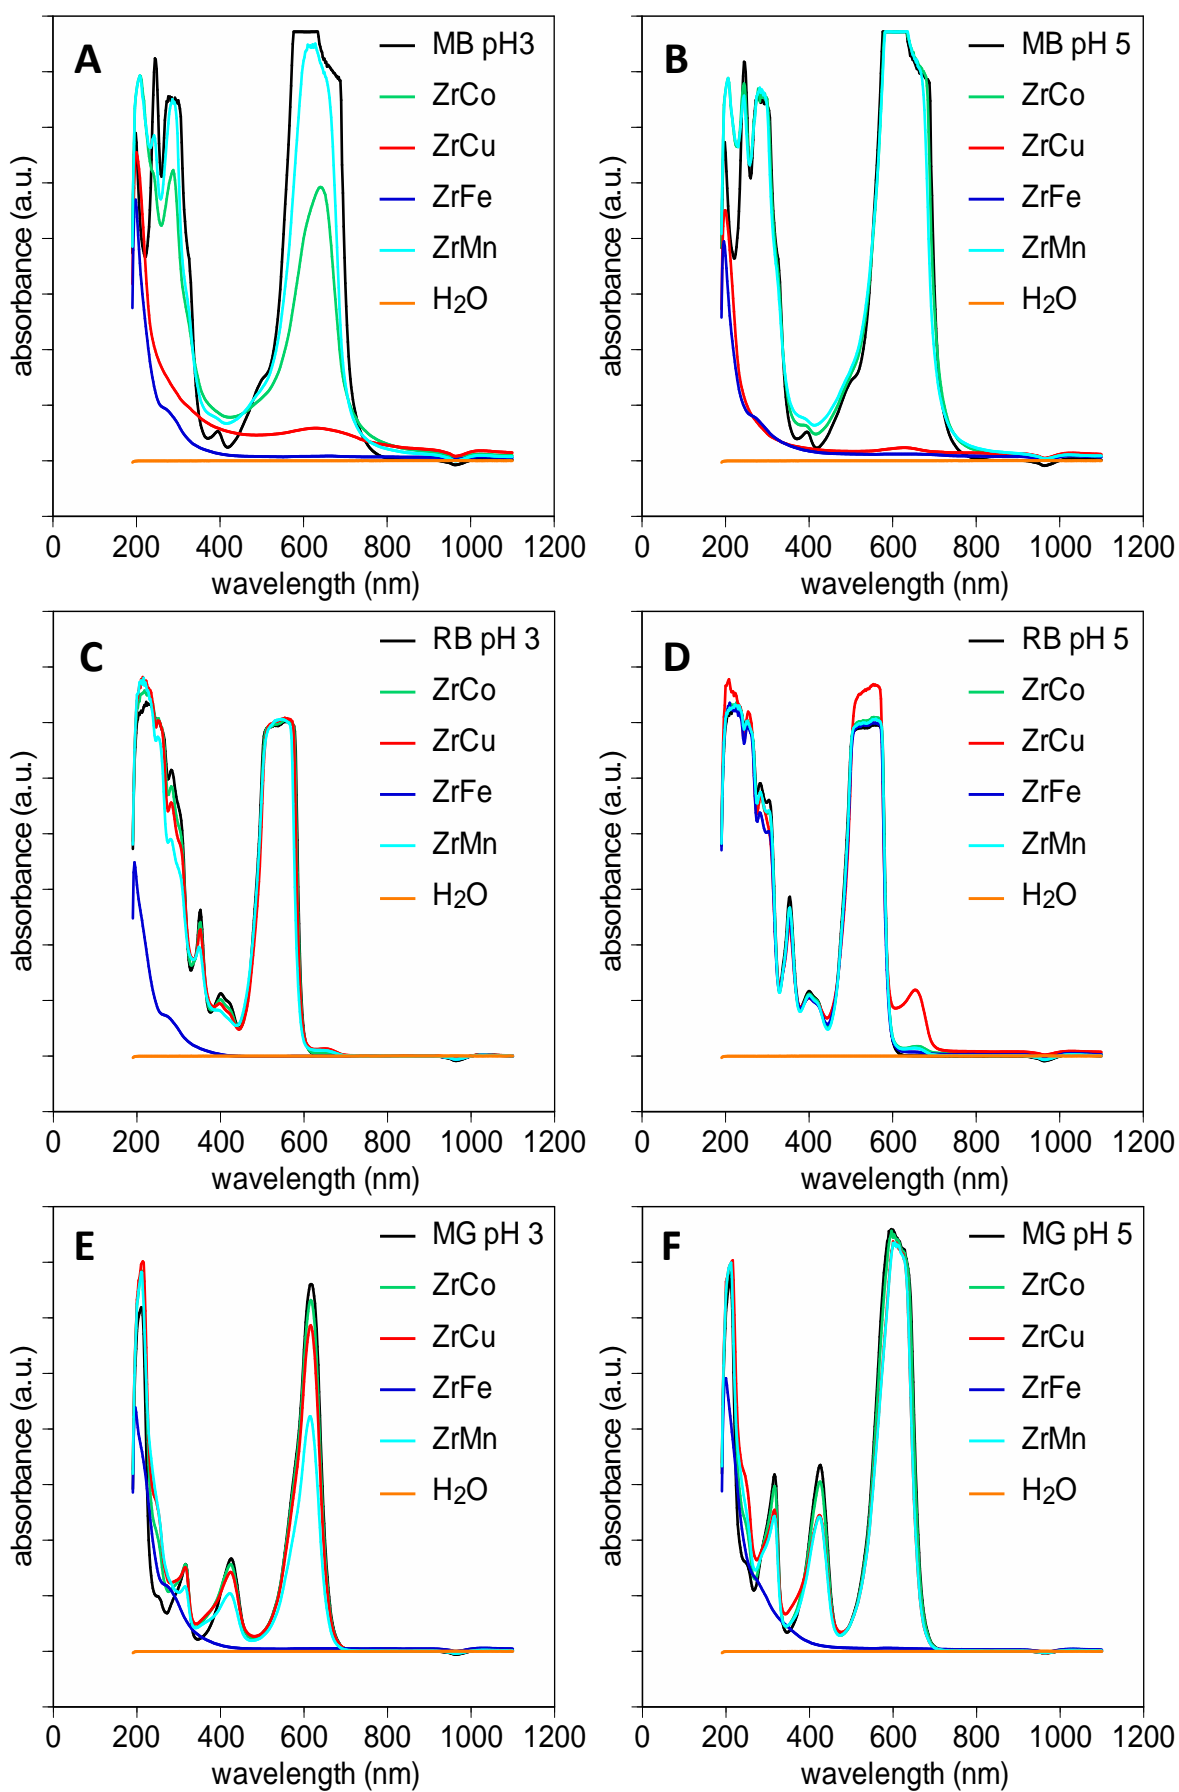 A
MB pH3
ZrCo
ZrCu
ZrFe
ZrMn
H2O
absorbance (a.u.)
0 200 400 600 800 1000 1200
wavelength (nm)
B
MB pH 5
ZrCo
ZrCu
ZrFe
ZrMn
H2O
absorbance (a.u.)
0 200 400 600 800 1000 1200
wavelength (nm)
C
RB pH 3
ZrCo
ZrCu
ZrFe
ZrMn
H2O
absorbance (a.u.)
0 200 400 600 800 1000 1200
wavelength (nm)
D
RB pH 5
ZrCo
ZrCu
ZrFe
ZrMn
H2O
absorbance (a.u.)
0 200 400 600 800 1000 1200
wavelength (nm)
E
MG pH 3
ZrCo
ZrCu
ZrFe
ZrMn
H2O
absorbance (a.u.)
0 200 400 600 800 1000 1200
wavelength (nm)
F
MG pH 5
ZrCo
ZrCu
ZrFe
ZrMn
H2O
absorbance (a.u.)
0 200 400 600 800 1000 1200
wavelength (nm)